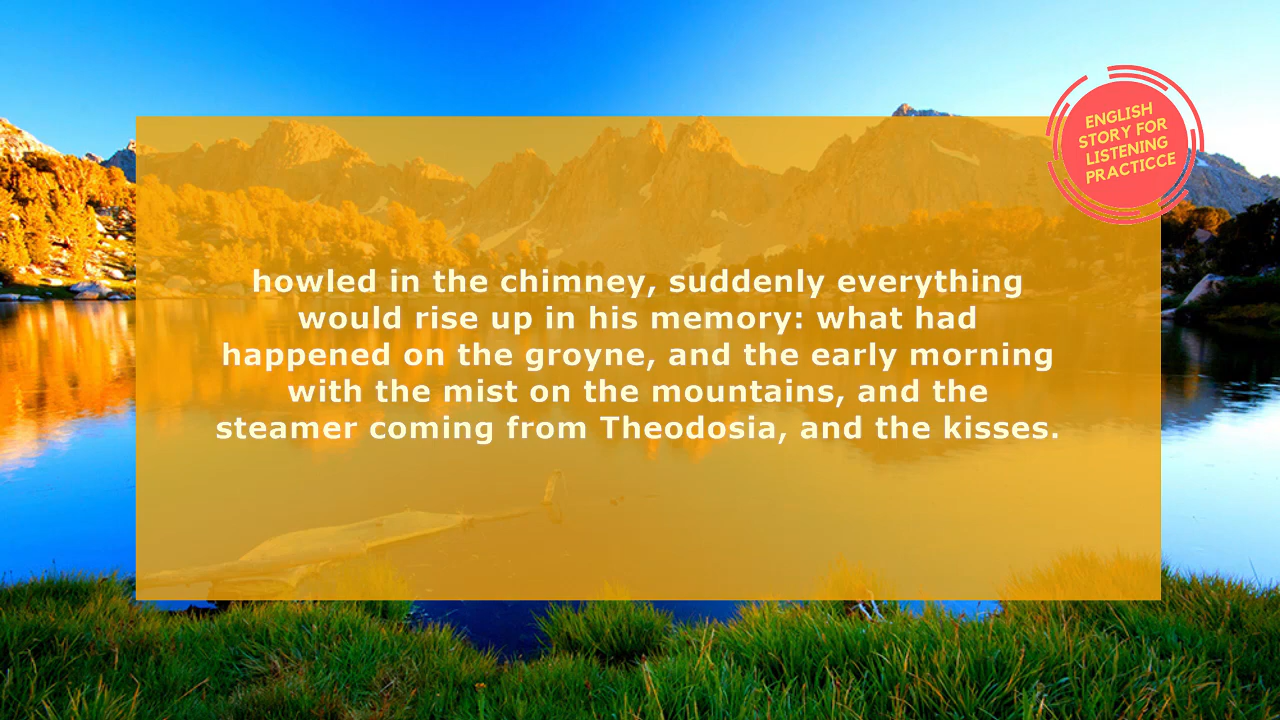 howled in the chimney, suddenly everything
would rise up in his memory: what had
happened on the groyne, and the early morning
with the mist on the mountains, and the
steamer coming from Theodosia, and the kisses.
ENGLISH
STORY FOR
LISTENING
PRACTICCE